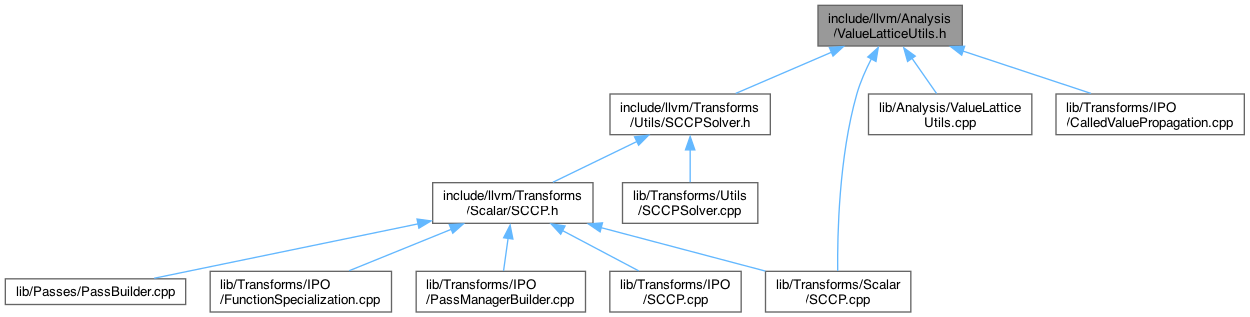 include/llvm/Analysis
/ValueLatticeUtils.h
include/llvm/Transforms
/Utils/SCCPSolver.h
lib/Analysis/ValueLattice
Utils.cpp
lib/Transforms/IPO
/CalledValuePropagation.cpp
include/llvm/Transforms
/Scalar/SCCP.h
lib/Transforms/Utils
/SCCPSolver.cpp
lib/Passes/PassBuilder.cpp
lib/Transforms/IPO
/FunctionSpecialization.cpp
lib/Transforms/IPO
/PassManagerBuilder.cpp
lib/Transforms/IPO
/SCCP.cpp
lib/Transforms/Scalar
/SCCP.cpp